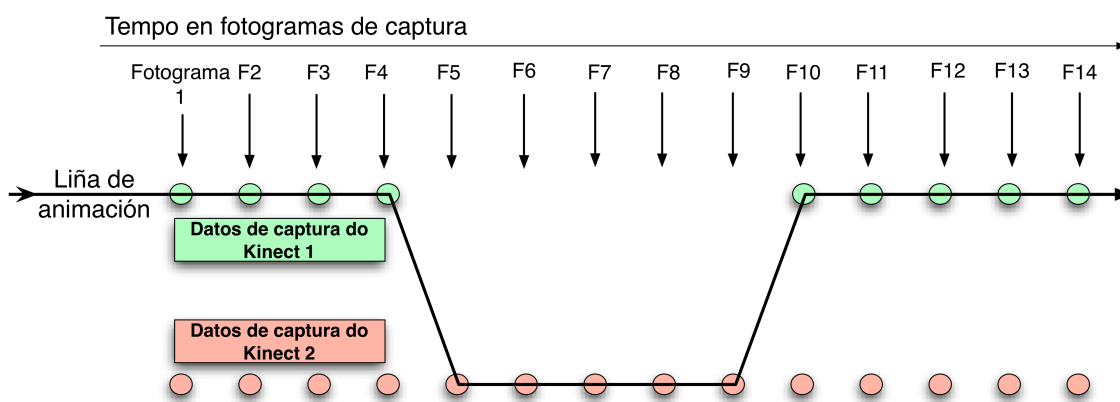 Tempo en fotogramas de captura
Fotograma F2 F3 F4 F5 F6 F7 F8 F9 F10 F11 F12 F13 F14
1
Liña de
animación
Datos de captura do
Kinect 1
Datos de captura do
Kinect 2